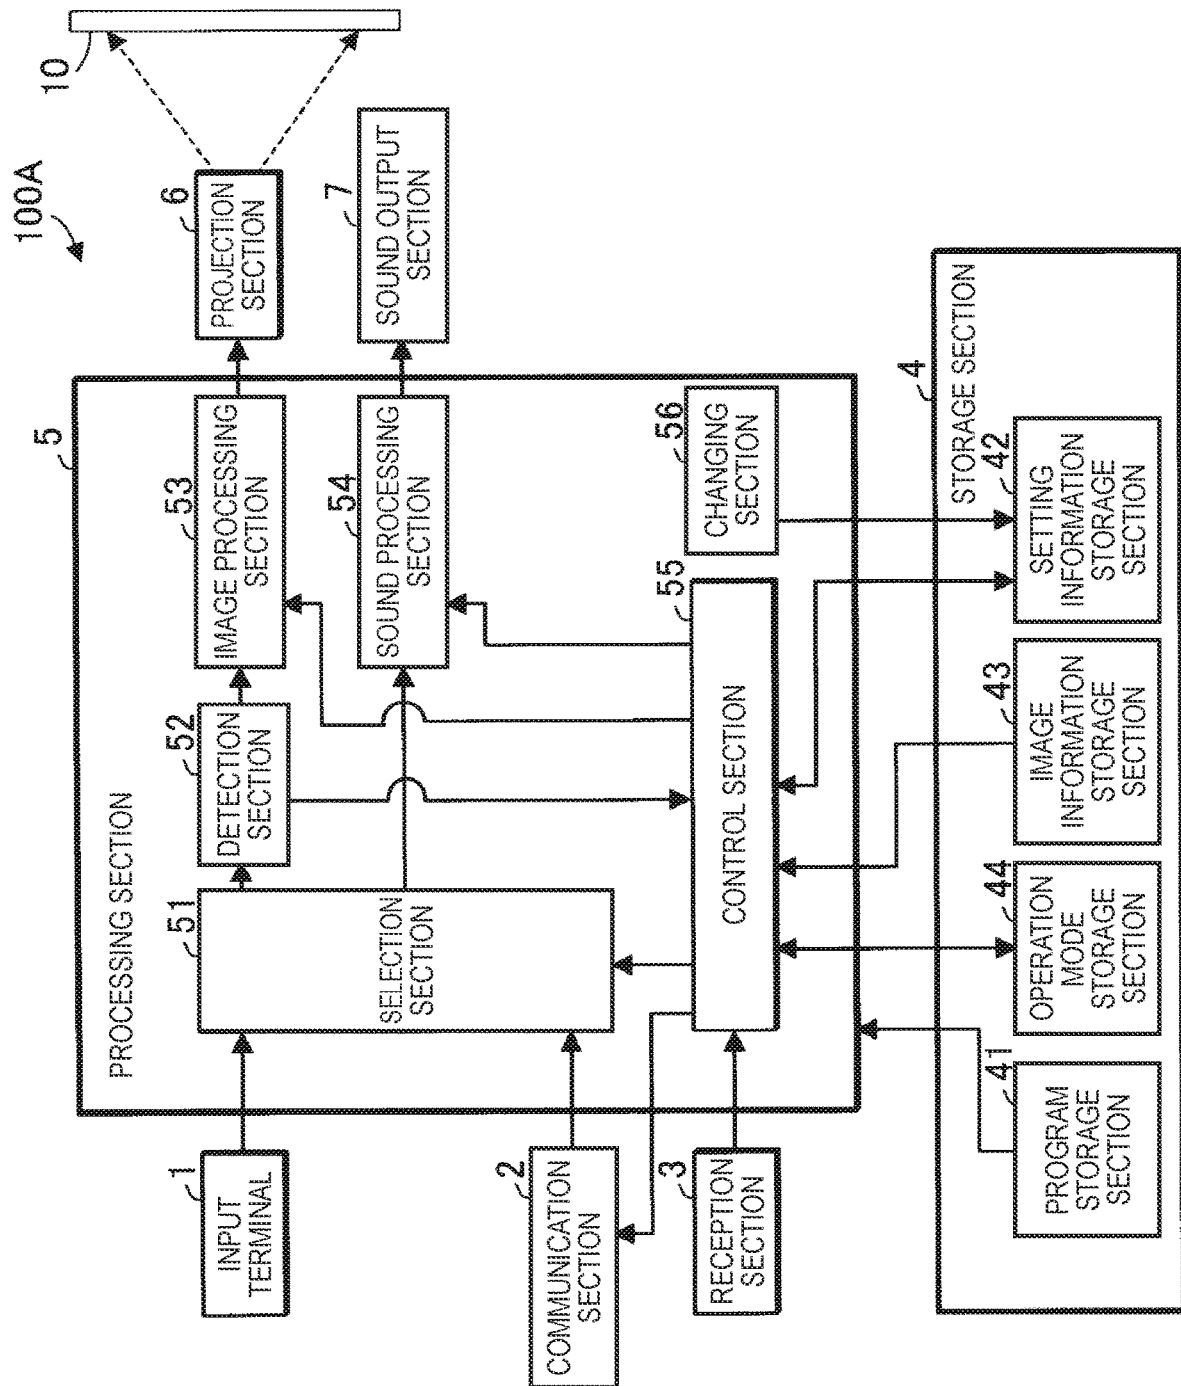 100A
10
PROCESSING SECTION
5
1
INPUT
TERMINAL
51
SELECTION
SECTION
52
DETECTION
SECTION
53
IMAGE PROCESSING
SECTION
6
PROJECTION
SECTION
54
SOUND PROCESSING
SECTION
7
SOUND OUTPUT
SECTION
2
COMMUNICATION
SECTION
3
RECEPTION
SECTION
55
CONTROL SECTION
56
CHANGING
SECTION
4
STORAGE SECTION
41
PROGRAM
STORAGE
SECTION
44
OPERATION
MODE
STORAGE
SECTION
43
IMAGE
INFORMATION
STORAGE
SECTION
42
SETTING
INFORMATION
STORAGE
SECTION